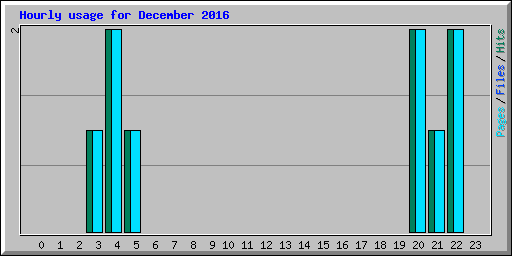 Hourly usage for December 2016
2
Pages/Files/Hits
0 1 2 3 4 5 6 7 8 9 10 11 12 13 14 15 16 17 18 19 20 21 22 23